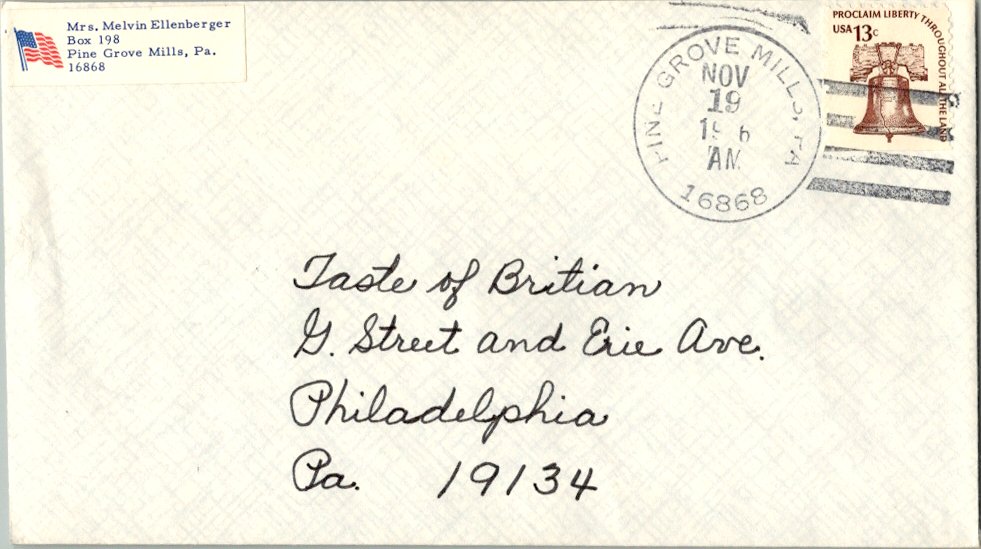 Mrs. Melvin Ellenberger
Box 198
Pine Grove Mills, Pa.
16868
PINE GROVE MILLS, PA
NOV
19
AM
16868
PROCLAIM LIBERTY THROUGHOUT ALL THE LAND
USA 13c
Taste of Britian
G. Street and Erie Ave.
Philadelphia
Pa. 19134